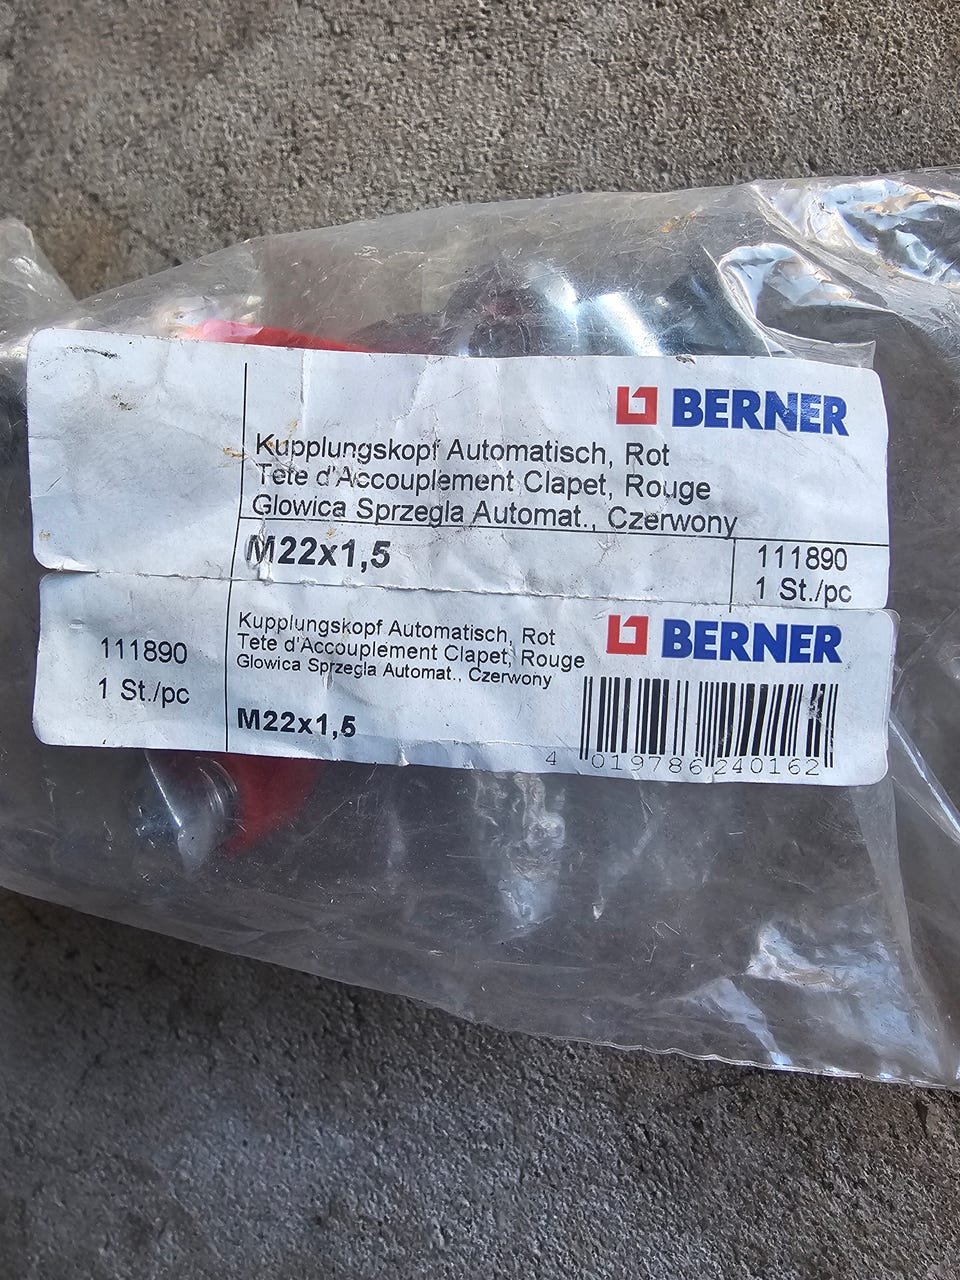 BERNER
Kupplungskopf Automatisch, Rot
Tete d'Accouplement Clapet, Rouge
Glowica Sprzegla Automat., Czerwony
M22x1,5
111890
1 St./pc
BERNER
111890
1 St./pc
Kupplungskopf Automatisch, Rot
Tete d'Accouplement Clapet, Rouge
Glowica Sprzegla Automat., Czerwony
M22x1,5
4 019786 240162